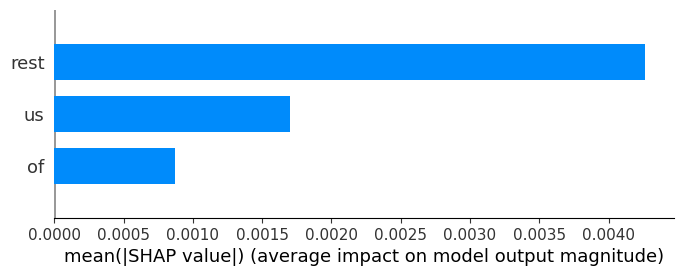 rest
us
of
0.0000 0.0005 0.0010 0.0015 0.0020 0.0025 0.0030 0.0035 0.0040
mean(|SHAP value|) (average impact on model output magnitude)